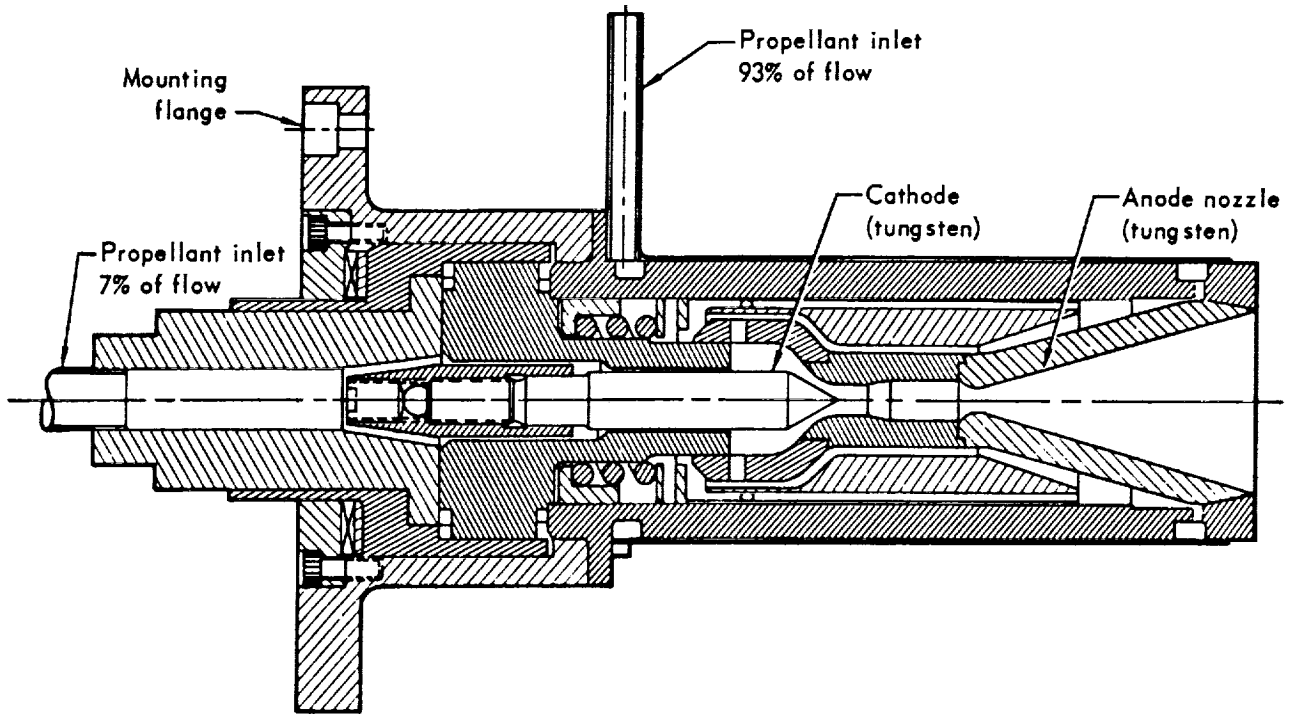 Propellant inlet
93% of flow
Mounting
flange
Cathode
(tungsten)
Anode nozzle
(tungsten)
Propellant inlet
7% of flow